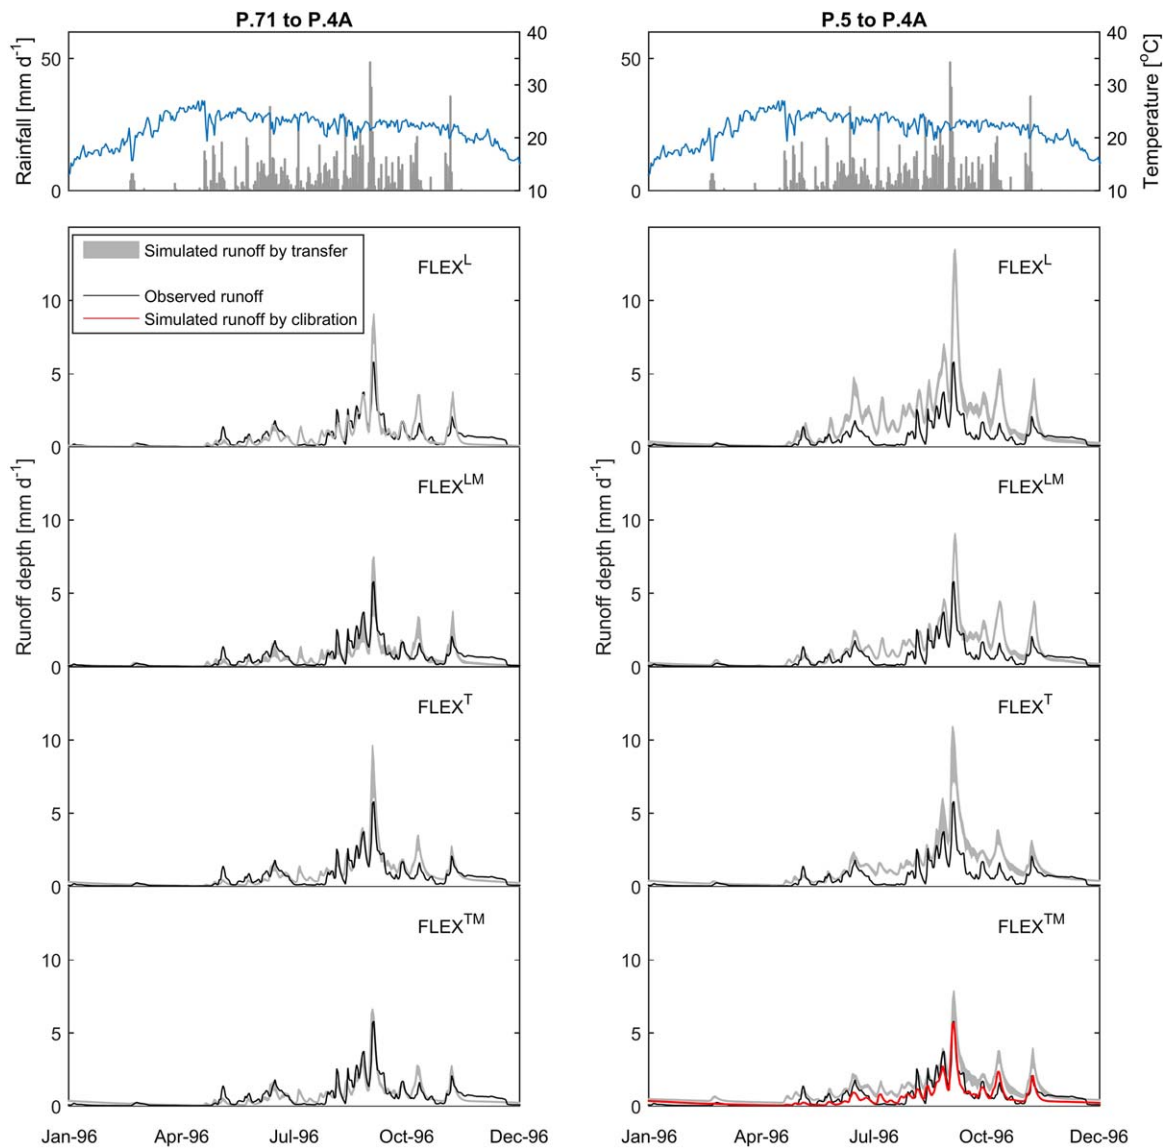 P.71 to P.4A
P.5 to P.4A
Rainfall [mm d⁻¹]
50
0
40
30
20
10
50
0
40
30
20
10
Temperature [°C]
Simulated runoff by transfer
Observed runoff
Simulated runoff by clibration
FLEXᴸ
10
5
0
FLEXᴸ
10
5
0
Runoff depth [mm d⁻¹]
FLEXᴸᴹ
10
5
0
Runoff depth [mm d⁻¹]
FLEXᴸᴹ
10
5
0
FLEXᵀ
10
5
0
FLEXᵀ
10
5
0
FLEXᵀᴹ
10
5
0
FLEXᵀᴹ
10
5
0
Jan-96 Apr-96 Jul-96 Oct-96 Dec-96
Jan-96 Apr-96 Jul-96 Oct-96 Dec-96